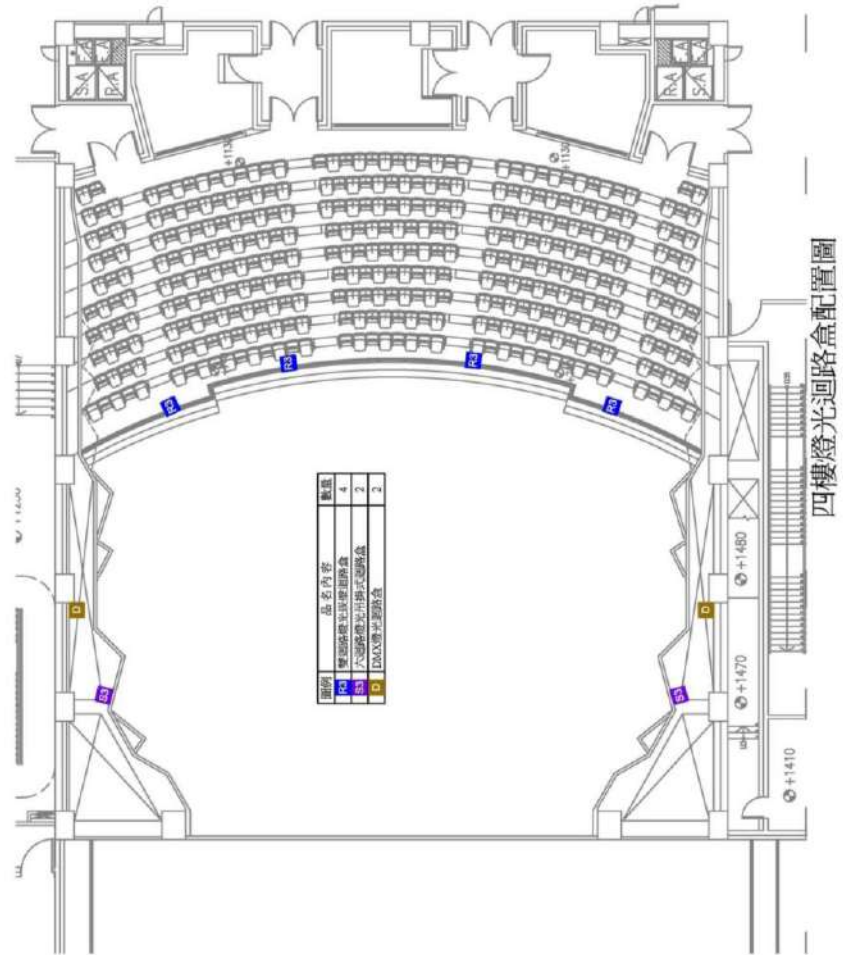 四樓燈光迴路盒配置圖
圖例 品名內容 數量
R3 雙迴路燈光嵌壁迴路盒 4
S3 六迴路燈光吊掛式迴路盒 2
D DMX燈光迴路盒 2
S.A
R.A
R.A
S.A
+1130
+1130
R3
R3
R3
R3
D
D
S3
S3
+1480
+1470
+1410